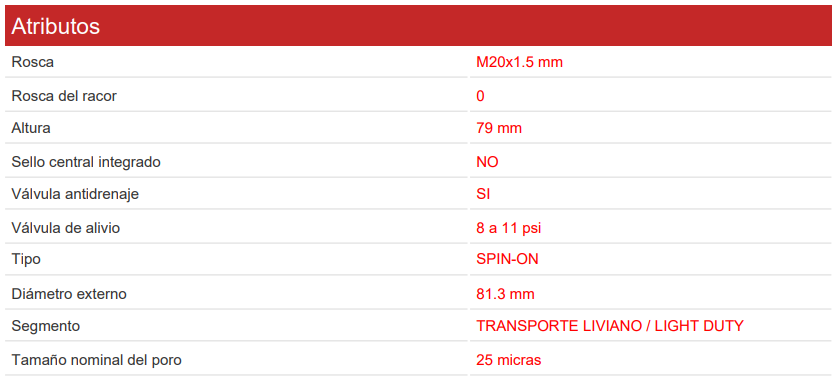 Atributos
Rosca M20x1.5 mm
Rosca del racor 0
Altura 79 mm
Sello central integrado NO
Válvula antidrenaje SI
Válvula de alivio 8 a 11 psi
Tipo SPIN-ON
Diámetro externo 81.3 mm
Segmento TRANSPORTE LIVIANO / LIGHT DUTY
Tamaño nominal del poro 25 micras